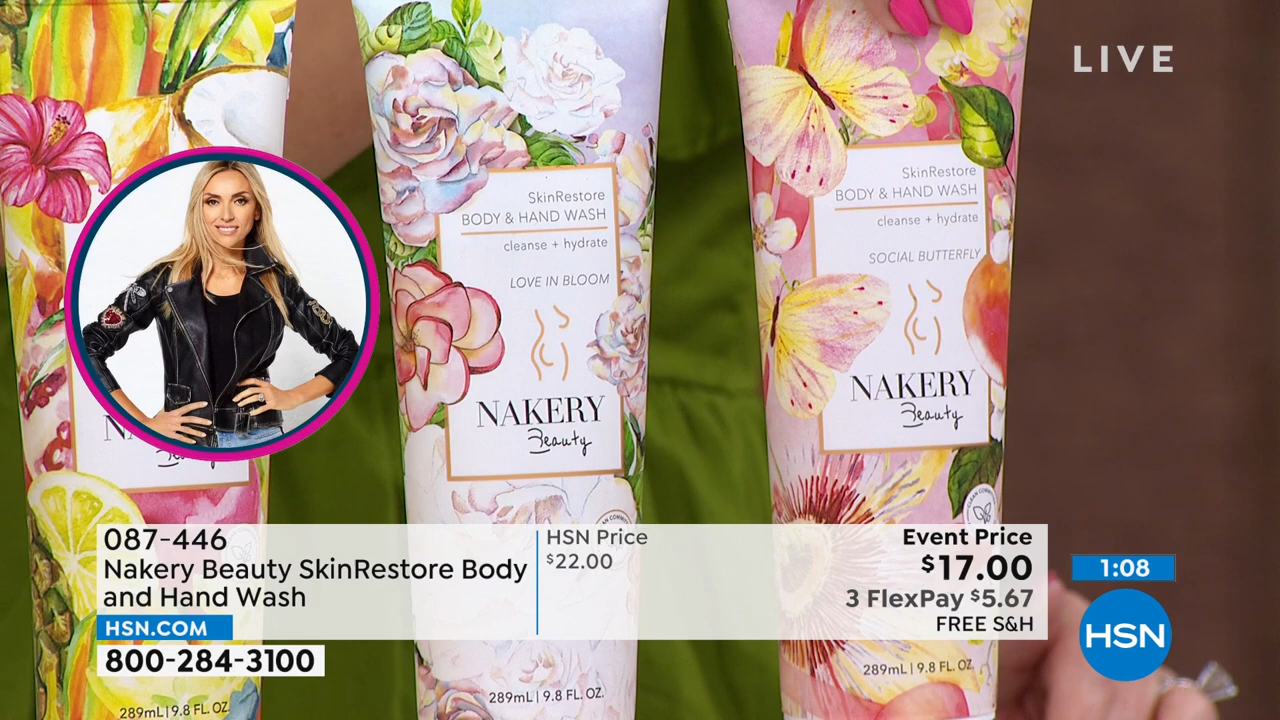 LIVE
SkinRestore
BODY & HAND WASH
cleanse + hydrate
LOVE IN BLOOM
NAKERY
Beauty
289mL | 9.8 FL. OZ.
SkinRestore
BODY & HAND WASH
cleanse + hydrate
SOCIAL BUTTERFLY
NAKERY
Beauty
289mL | 9.8 FL. OZ.
289mL | 9.8 FL. OZ.
087-446
Nakery Beauty SkinRestore Body
and Hand Wash
HSN.COM
800-284-3100
HSN Price
$22.00
Event Price
$17.00
3 FlexPay $5.67
FREE S&H
1:08
HSN